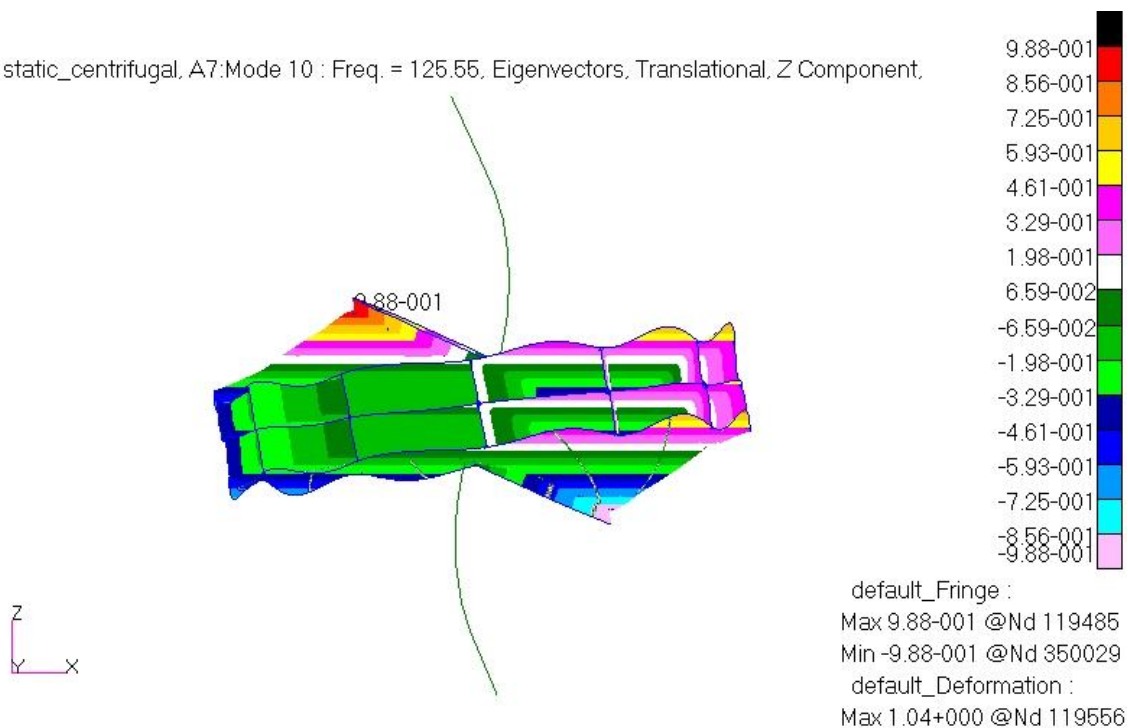 static_centrifugal, A7:Mode 10 : Freq. = 125.55, Eigenvectors, Translational, Z Component,
9.88-001
8.56-001
7.25-001
5.93-001
4.61-001
3.29-001
1.98-001
6.59-002
-6.59-002
-1.98-001
-3.29-001
-4.61-001
-5.93-001
-7.25-001
-8.56-001
-9.88-001
9.88-001
Z
Y X
default_Fringe :
Max 9.88-001 @Nd 119485
Min -9.88-001 @Nd 350029
default_Deformation :
Max 1.04+000 @Nd 119556